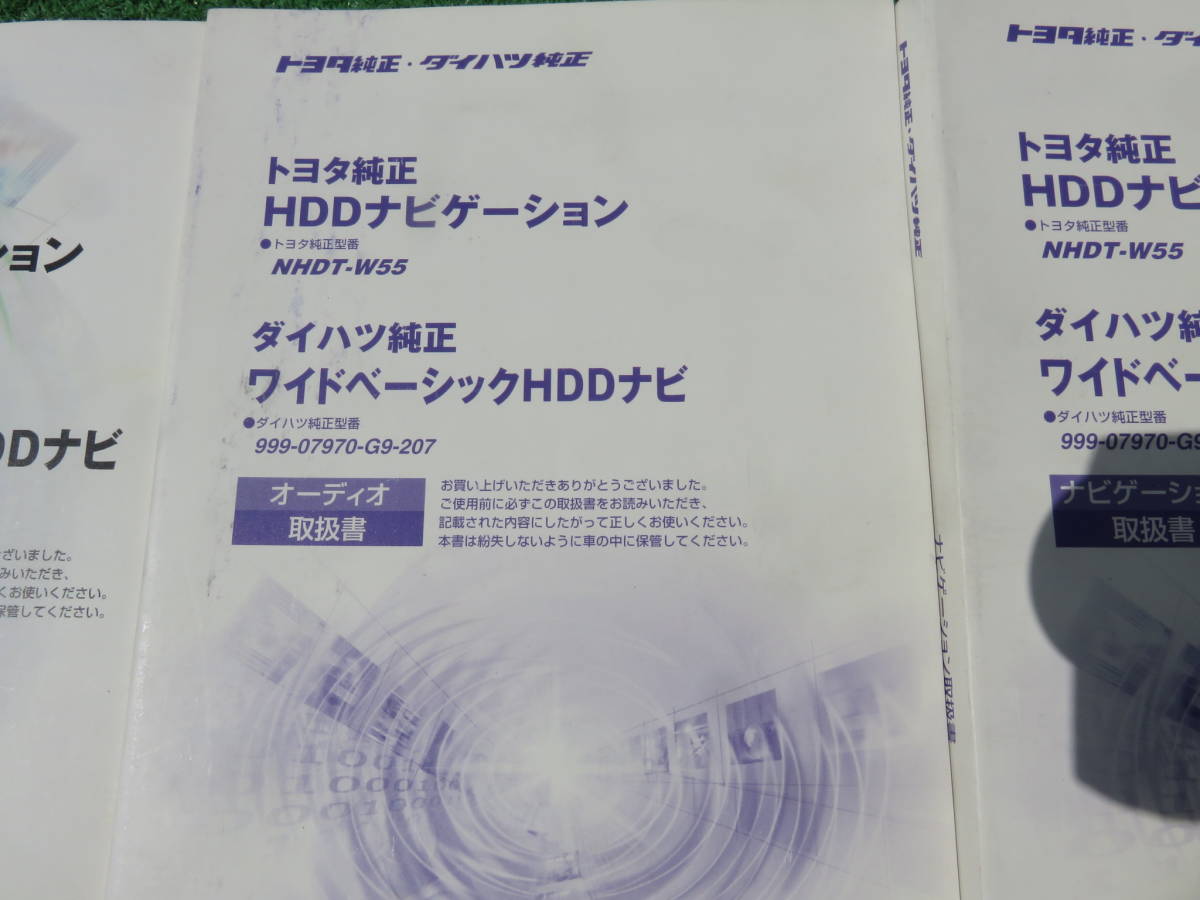 ション
DDナビ
ざいました。
みいただき、
くお使いください。
保管してください。
トヨタ純正・ダイハツ純正
トヨタ純正
HDDナビゲーション
●トヨタ純正型番
NHDT-W55
ダイハツ純正
ワイドベーシックHDDナビ
●ダイハツ純正型番
999-07970-G9-207
オーディオ
取扱書
お買い上げいただきありがとうございました。
ご使用前に必ずこの取扱書をお読みいただき、
記載された内容にしたがって正しくお使いください。
本書は紛失しないように車の中に保管してください。
トヨタ純正・ダイハツ純正
ナビゲーション取扱書
トヨタ純正・ダイ
トヨタ純正
HDDナビ
●トヨタ純正型番
NHDT-W55
ダイハツ純
ワイドベー
●ダイハツ純正型番
999-07970-G9
ナビゲーショ
取扱書